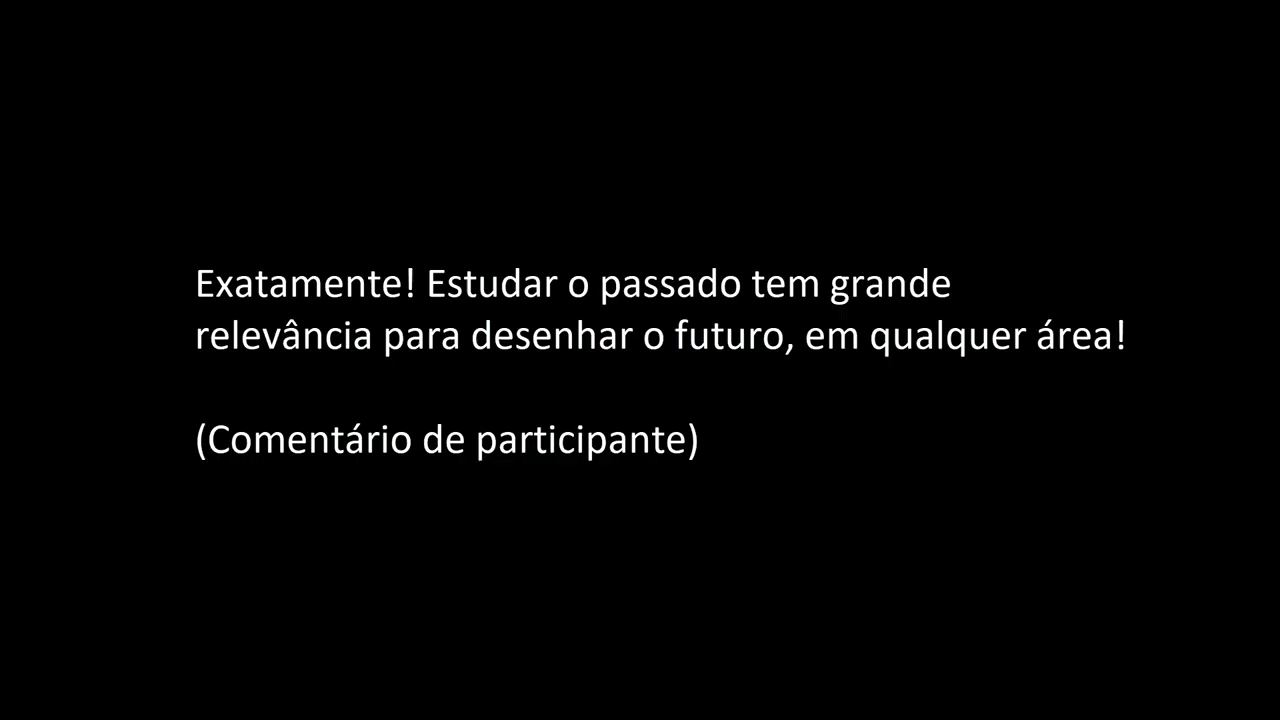 Exatamente! Estudar o passado tem grande
relevância para desenhar o futuro, em qualquer área!
(Comentário de participante)